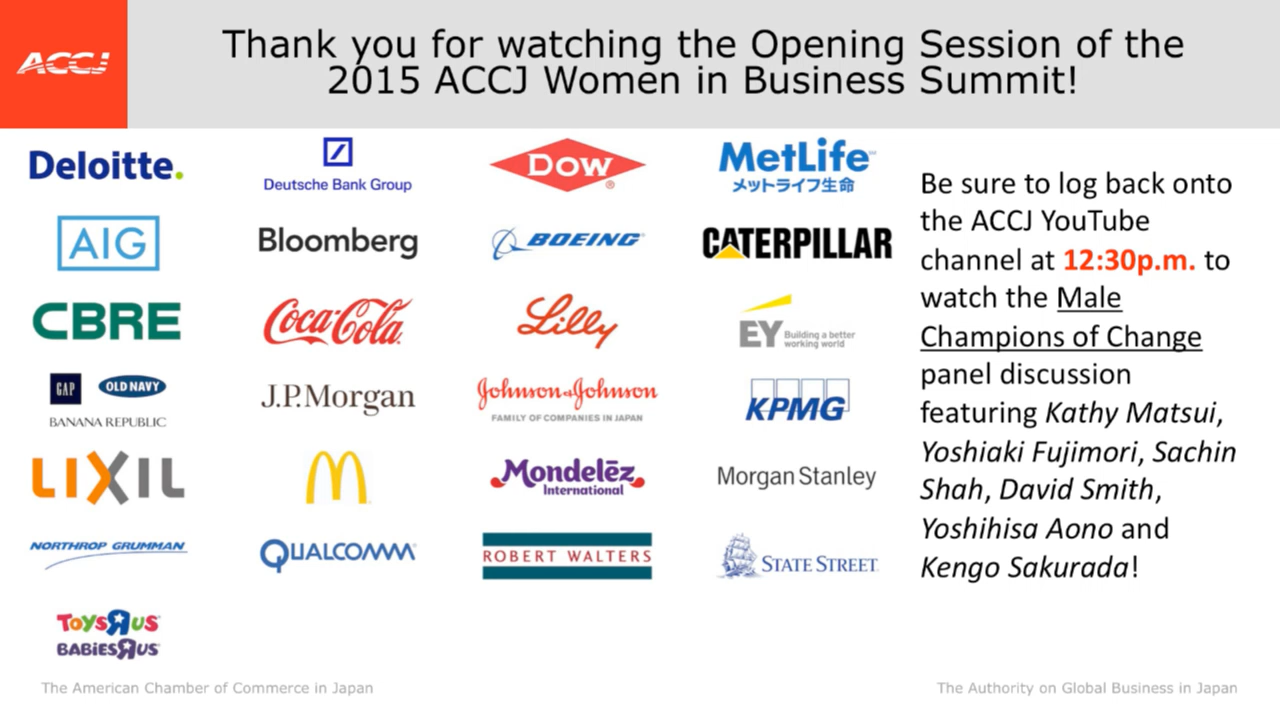 ACCJ
Thank you for watching the Opening Session of the
2015 ACCJ Women in Business Summit!
Deloitte.
Deutsche Bank Group
DOW
®
MetLife
メットライフ生命
AIG
Bloomberg
BOEING
CATERPILLAR
CBRE
Coca-Cola
Lilly
EY Building a better
working world
GAP OLD NAVY
BANANA REPUBLIC
J.P.Morgan
Johnson & Johnson
FAMILY OF COMPANIES IN JAPAN
KPMG
LIXIL
M
Mondelēz
International
Morgan Stanley
NORTHROP GRUMMAN
QUALCOMM
ROBERT WALTERS
STATE STREET
TOYS R US
BABIES R US
Be sure to log back onto
the ACCJ YouTube
channel at 12:30p.m. to
watch the Male
Champions of Change
panel discussion
featuring Kathy Matsui,
Yoshiaki Fujimori, Sachin
Shah, David Smith,
Yoshihisa Aono and
Kengo Sakurada!
The American Chamber of Commerce in Japan
The Authority on Global Business in Japan